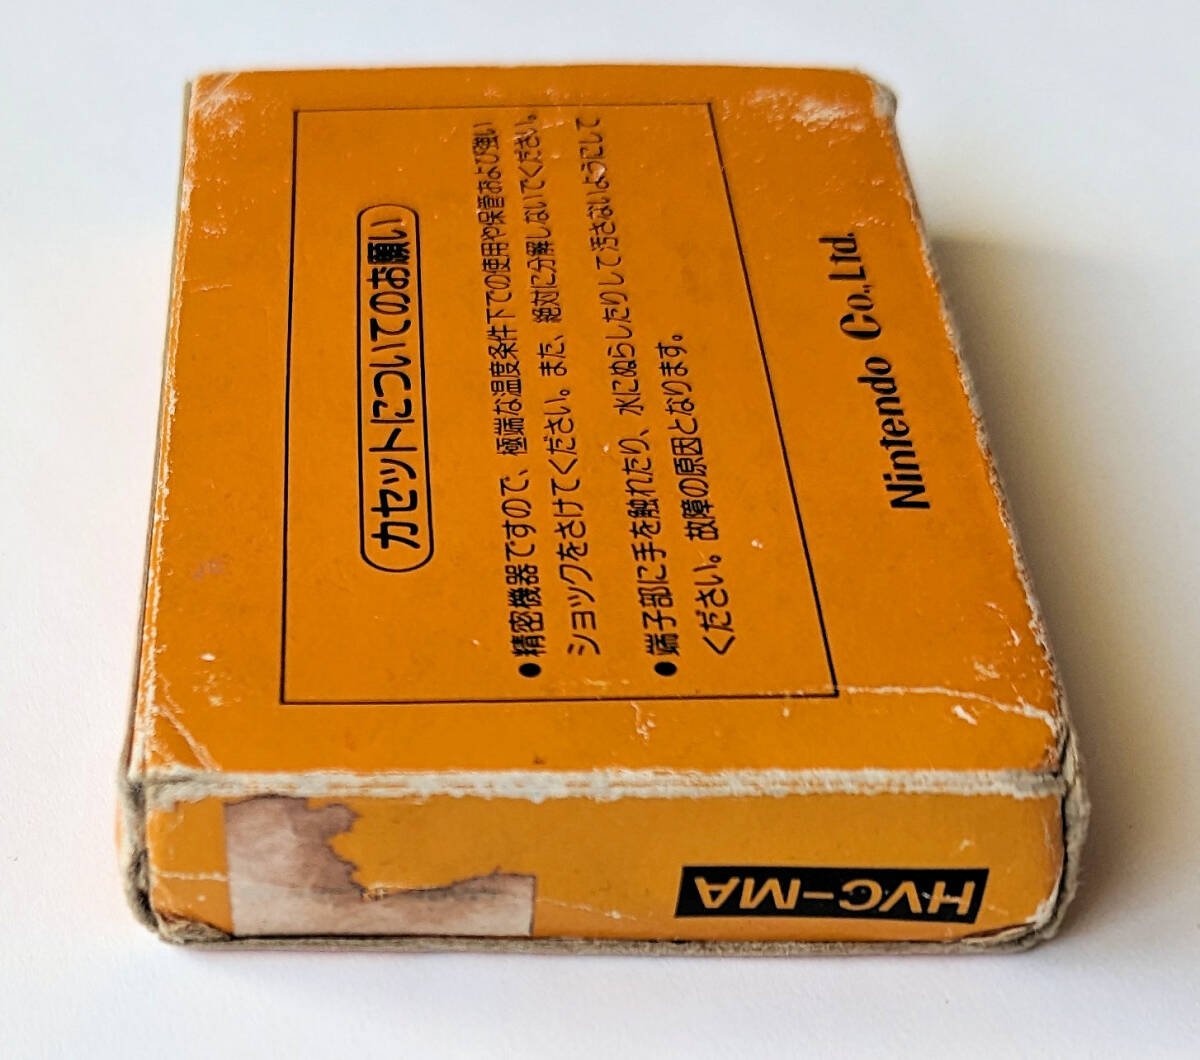 カセットについてのお願い
●精密機器ですので、極端な温度条件下での使用や保管および強い
ショックをさけてください。また、絶対に分解しないでください。
●端子部に手を触れたり、水にぬらしたりして汚さないようにして
ください。故障の原因となります。
Nintendo Co.,Ltd.
HVC-MA